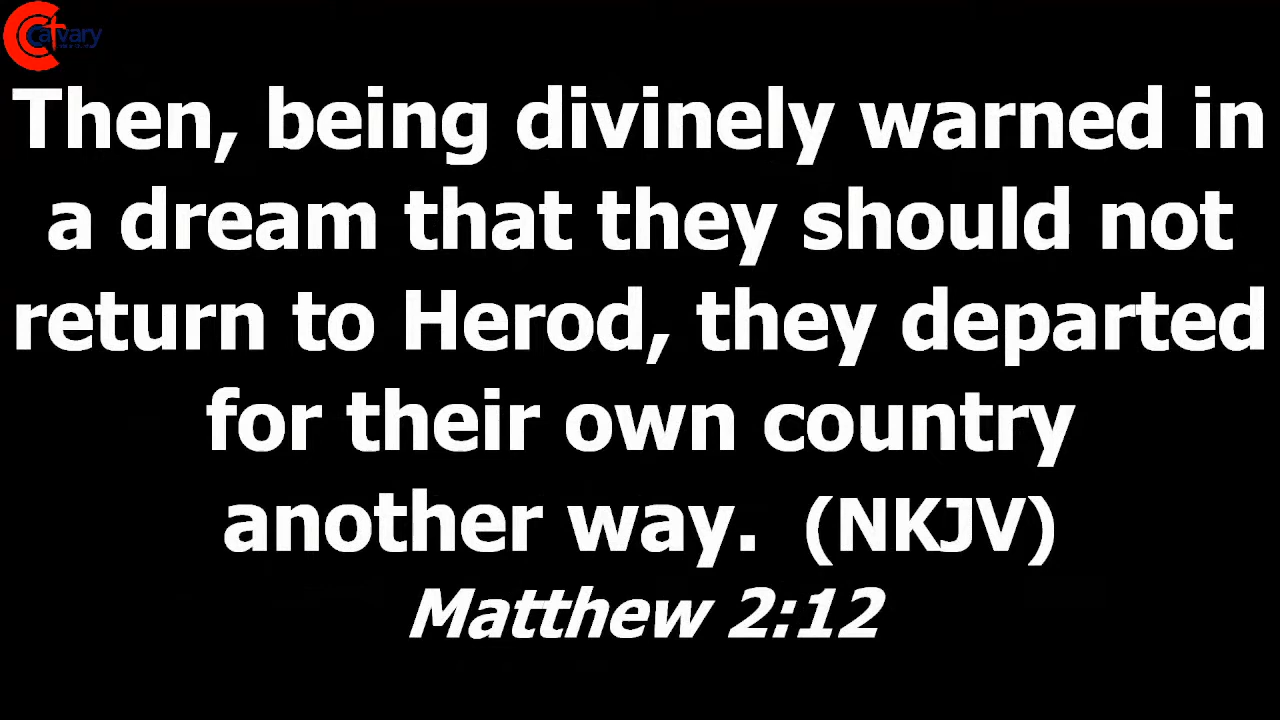 Calvary
Then, being divinely warned in
a dream that they should not
return to Herod, they departed
for their own country
another way. (NKJV)
Matthew 2:12